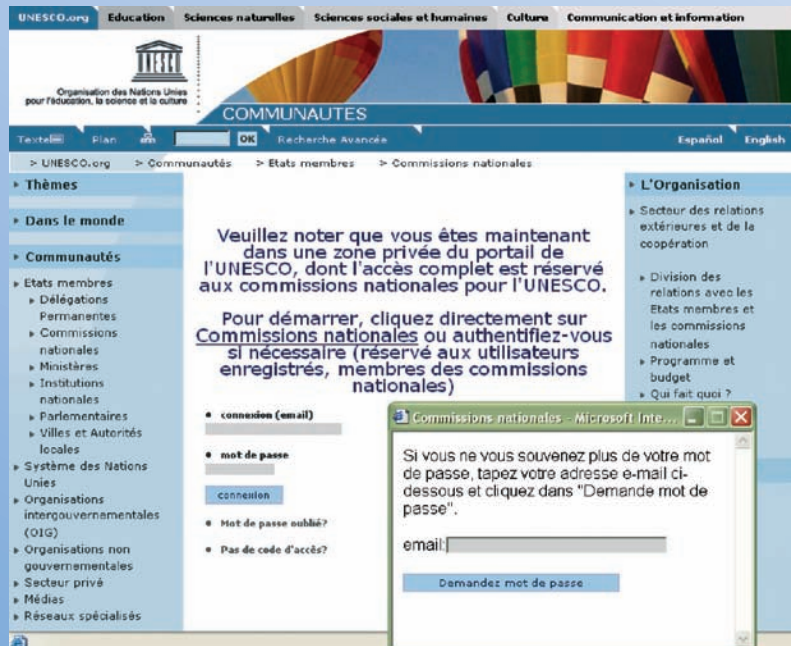 UNESCO.org Education Sciences naturelles Sciences sociales et humaines Culture Communication et information
Organisation des Nations Unies
pour l'éducation, la science et la culture
COMMUNAUTES
Texte Plan OK Recherche Avancée Español English
> UNESCO.org > Communautés > Etats membres > Commissions nationales
Thèmes
Dans le monde
Communautés
Etats membres
Délégations
Permanentes
Commissions
nationales
Ministères
Institutions
nationales
Parlementaires
Villes et Autorités
locales
Système des Nations
Unies
Organisations
intergouvernementales
(OIG)
Organisations non
gouvernementales
Secteur privé
Médias
Réseaux spécialisés
Veuillez noter que vous êtes maintenant
dans une zone privée du portail de
l'UNESCO, dont l'accès complet est réservé
aux commissions nationales pour l'UNESCO.
Pour démarrer, cliquez directement sur
Commissions nationales ou authentifiez-vous
si nécessaire (réservé aux utilisateurs
enregistrés, membres des commissions
nationales)
• connexion (email)
• mot de passe
connexion
• Mot de passe oublié?
• Pas de code d'accès?
L'Organisation
Secteur des relations
extérieures et de la
coopération
Division des
relations avec les
Etats membres et
les commissions
nationales
Programme et
budget
Qui fait quoi ?
Commissions nationales - Microsoft Inte...
Si vous ne vous souvenez plus de votre mot
de passe, tapez votre adresse e-mail ci-
dessous et cliquez dans "Demande mot de
passe".
email:
Demandez mot de passe